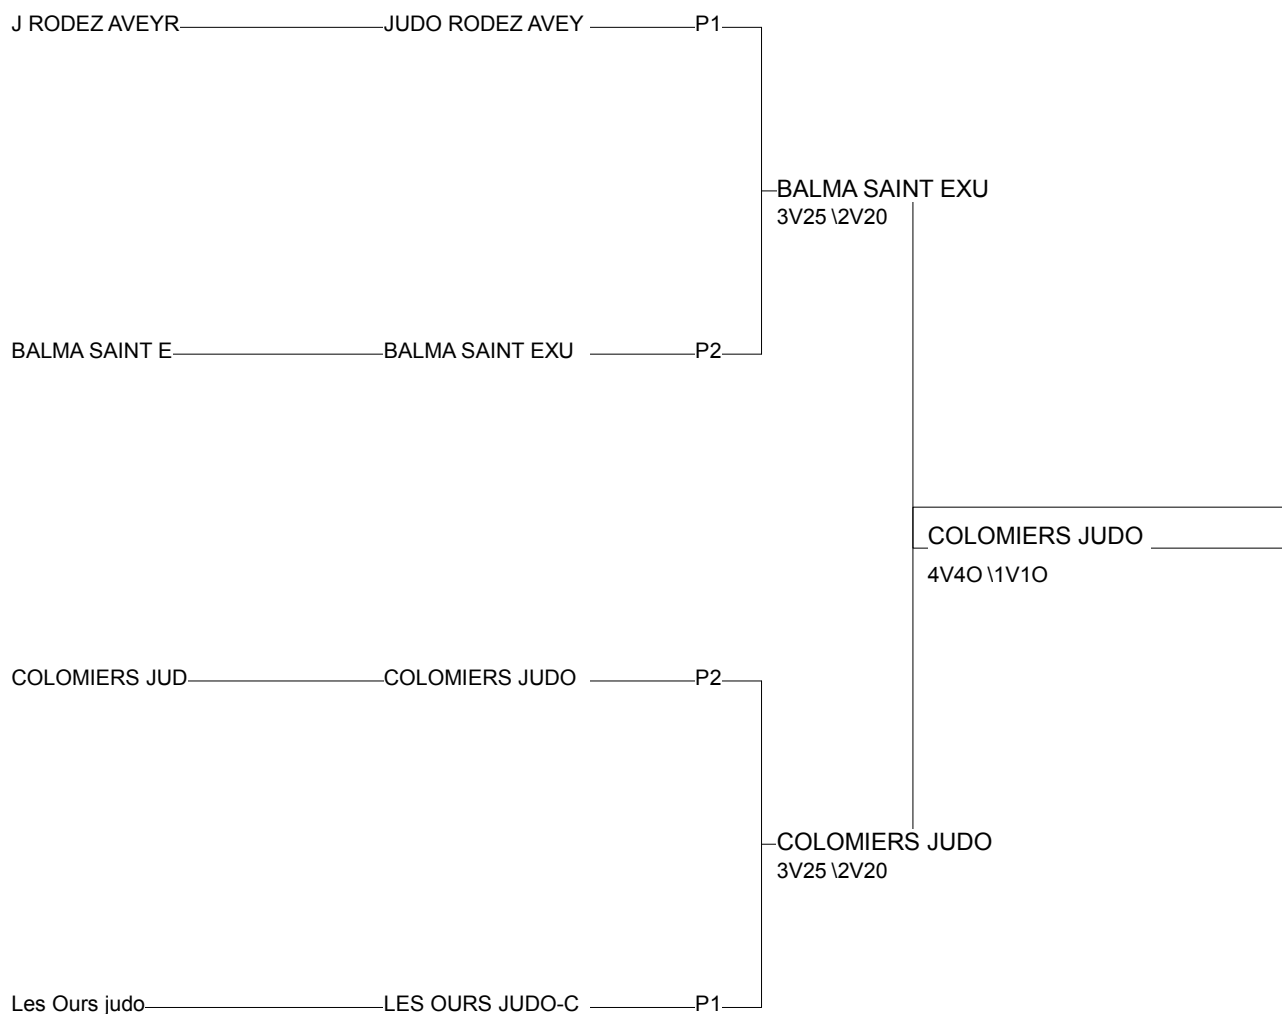 J RODEZ AVEYR JUDO RODEZ AVEY P1
BALMA SAINT EXU
3V25 \2V20
BALMA SAINT E BALMA SAINT EXU P2
COLOMIERS JUDO
4V4O \1V1O
COLOMIERS JUD COLOMIERS JUDO P2
COLOMIERS JUDO
3V25 \2V20
Les Ours judo LES OURS JUDO-C P1